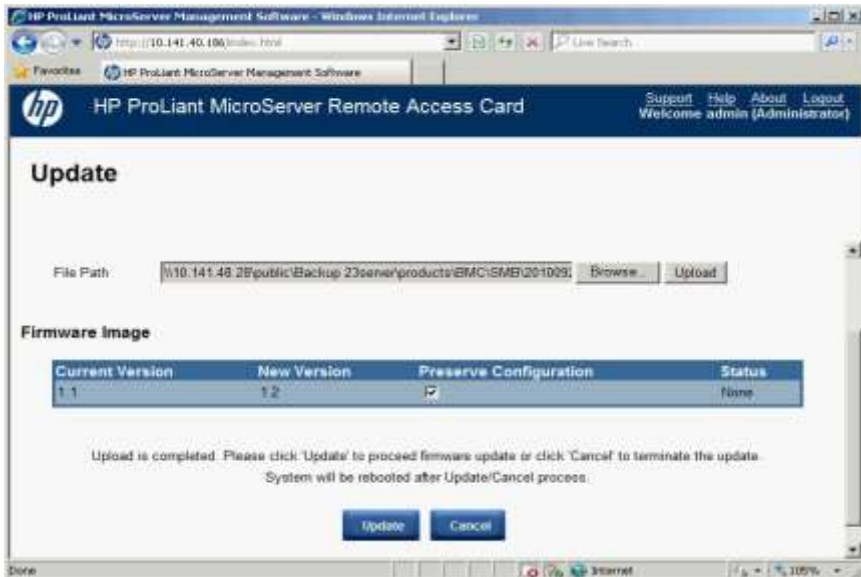 HP ProLiant MicroServer Management Software - Windows Internet Explorer
http://10.141.40.186/index.html
Live Search
Favorites HP ProLiant MicroServer Management Software
hp HP ProLiant MicroServer Remote Access Card
Support Help About Logout
Welcome admin (Administrator)
Update
File Path \\10.141.46.28\public\Backup 23server\products\BMC\SMB\201009 Browse... Upload
Firmware Image
Current Version New Version Preserve Configuration Status
1.1 1.2 None
Upload is completed. Please click 'Update' to proceed firmware update or click 'Cancel' to terminate the update.
System will be rebooted after Update/Cancel process.
Update Cancel
Done Internet 105%